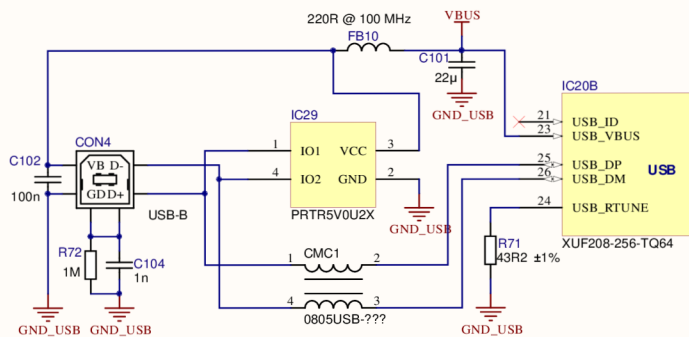 220R @ 100 MHz
VBUS
FB10
C101
22µ
GND_USB
IC20B
21 USB_ID
23 USB_VBUS
25 USB_DP
26 USB_DM
24 USB_RTUNE
USB
XUF208-256-TQ64
IC29
1 IO1 VCC 3
4 IO2 GND 2
PRTR5V0U2X
GND_USB
CON4
VB D-
GD D+
USB-B
C102
100n
R72
1M
C104
1n
CMC1
1 2
4 3
0805USB-???
R71
43R2 ±1%
GND_USB
GND_USB
GND_USB